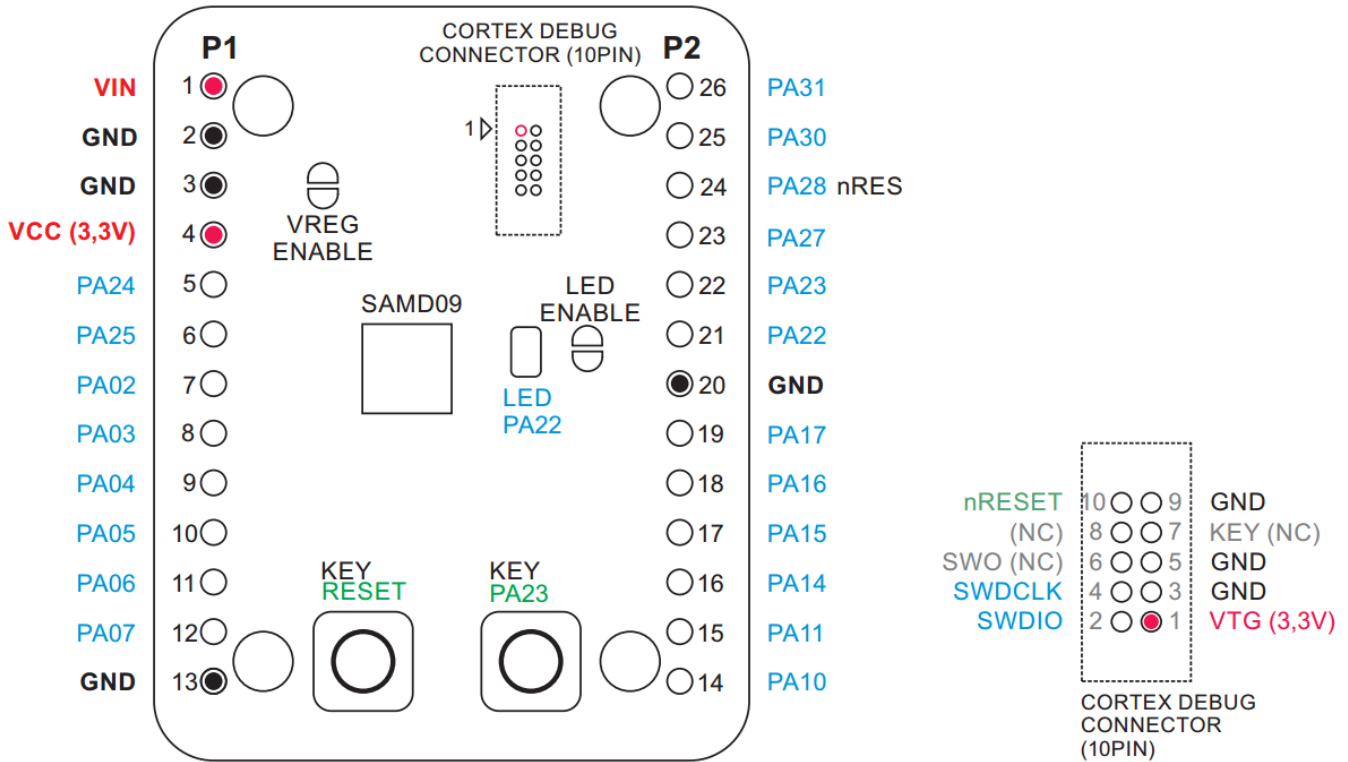 P1
CORTEX DEBUG
CONNECTOR (10PIN)
P2
VIN 1
GND 2
GND 3
VCC (3,3V) 4
PA24 5
PA25 6
PA02 7
PA03 8
PA04 9
PA05 10
PA06 11
PA07 12
GND 13
1
VREG
ENABLE
SAMD09
LED
ENABLE
LED
PA22
KEY
RESET
KEY
PA23
26 PA31
25 PA30
24 PA28 nRES
23 PA27
22 PA23
21 PA22
20 GND
19 PA17
18 PA16
17 PA15
16 PA14
15 PA11
14 PA10
nRESET 10 9 GND
(NC) 8 7 KEY (NC)
SWO (NC) 6 5 GND
SWDCLK 4 3 GND
SWDIO 2 1 VTG (3,3V)
CORTEX DEBUG
CONNECTOR
(10PIN)